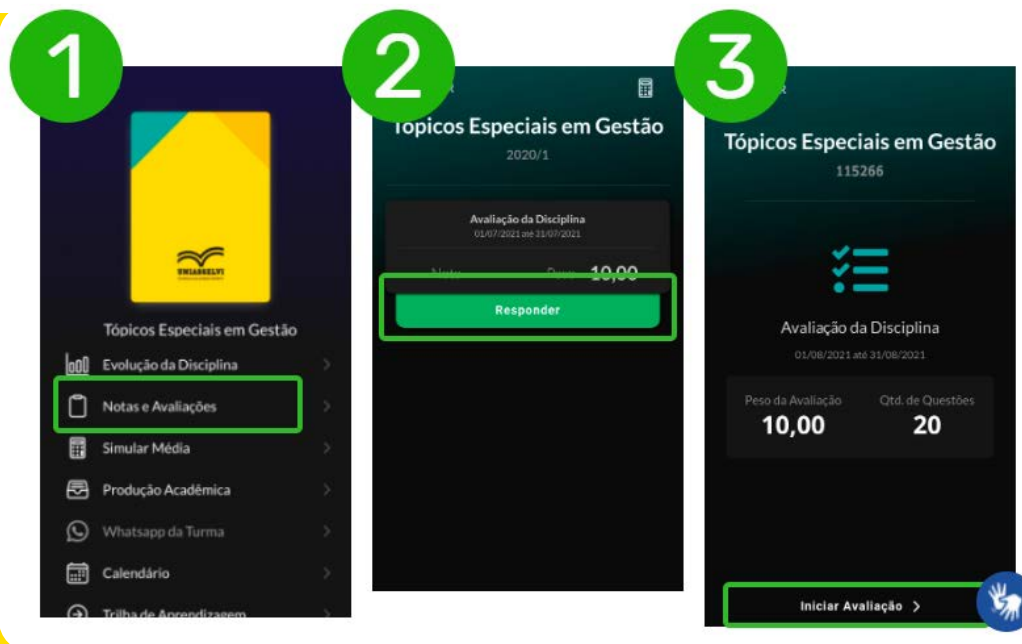 1
Tópicos Especiais em Gestão
Evolução da Disciplina
Notas e Avaliações
Simular Média
Produção Acadêmica
Whatsapp da Turma
Calendário
Trilha de Aprendizagem
UNIASSELVI
2
Tópicos Especiais em Gestão
2020/1
Avaliação da Disciplina
01/07/2021 até 31/07/2021
Nota
10,00
Responder
3
Tópicos Especiais em Gestão
115266
Avaliação da Disciplina
01/08/2021 até 31/08/2021
Peso da Avaliação
Qtd. de Questões
10,00
20
Iniciar Avaliação >